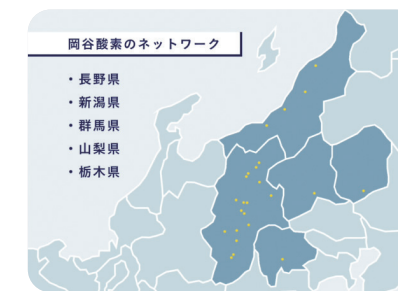 岡谷酸素のネットワーク
・長野県
・新潟県
・群馬県
・山梨県
・栃木県